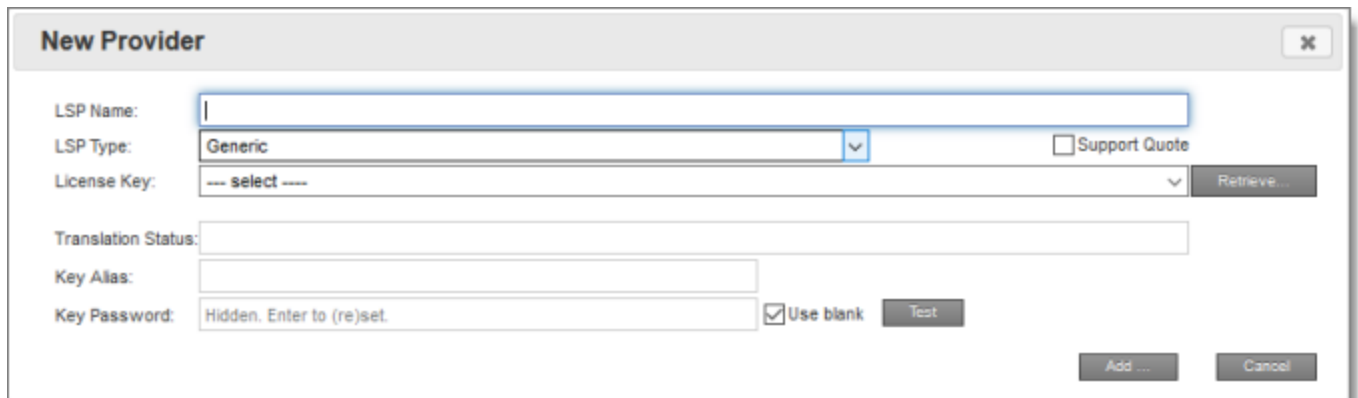 New Provider
LSP Name:
LSP Type: Generic Support Quote
License Key: --- select ---- Retrieve...
Translation Status:
Key Alias:
Key Password: Hidden. Enter to (re)set. Use blank Test
Add ... Cancel